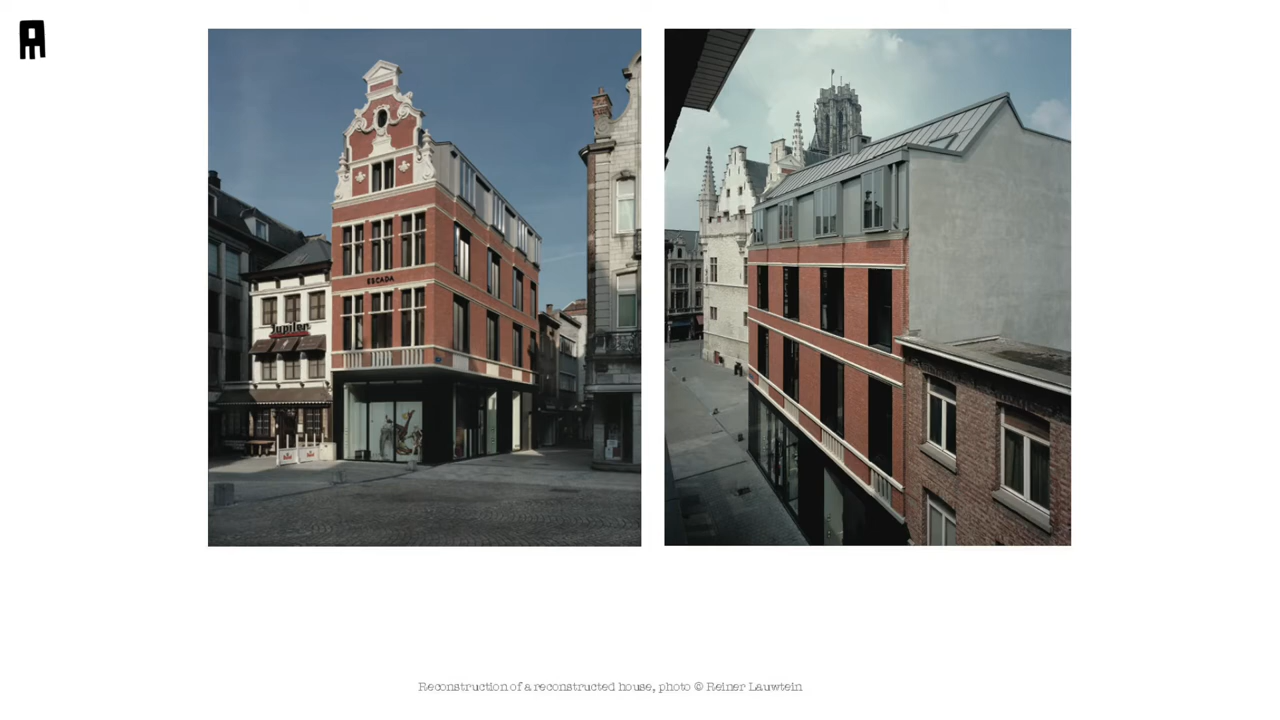 Jupiler
ESCADA
Reconstruction of a reconstructed house, photo © Reiner Lauwtein